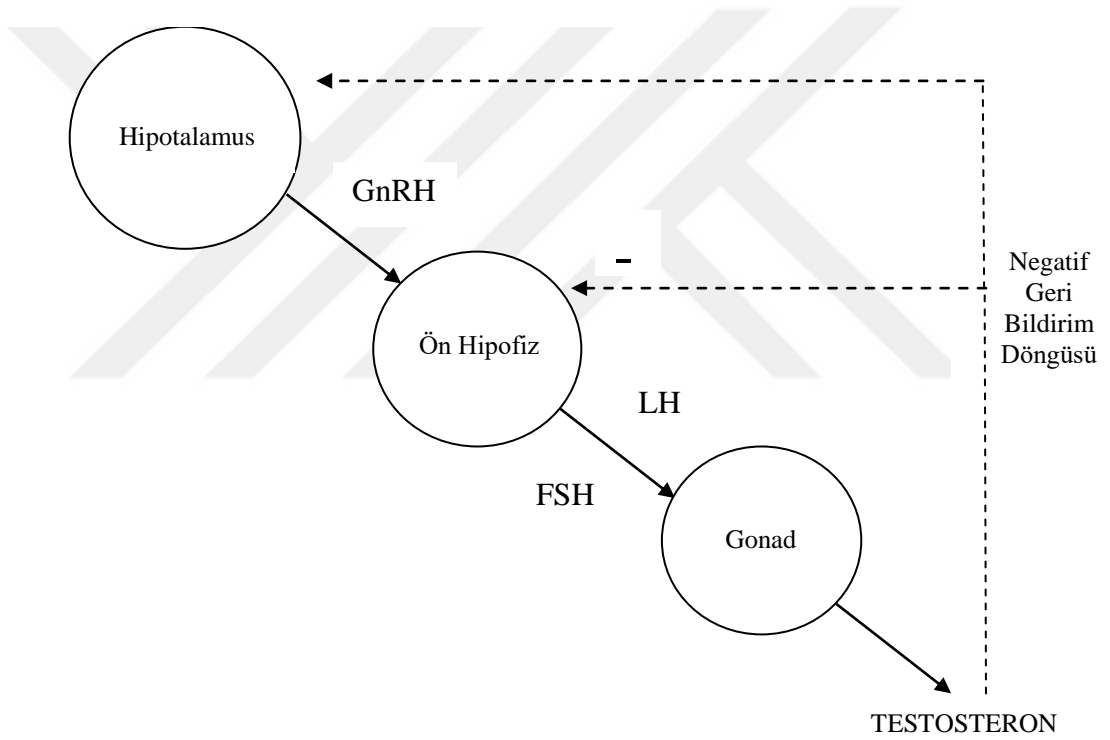 Hipotalamus
GnRH
–
Negatif
Geri
Bildirim
Döngüsü
Ön Hipofiz
LH
FSH
Gonad
TESTOSTERON